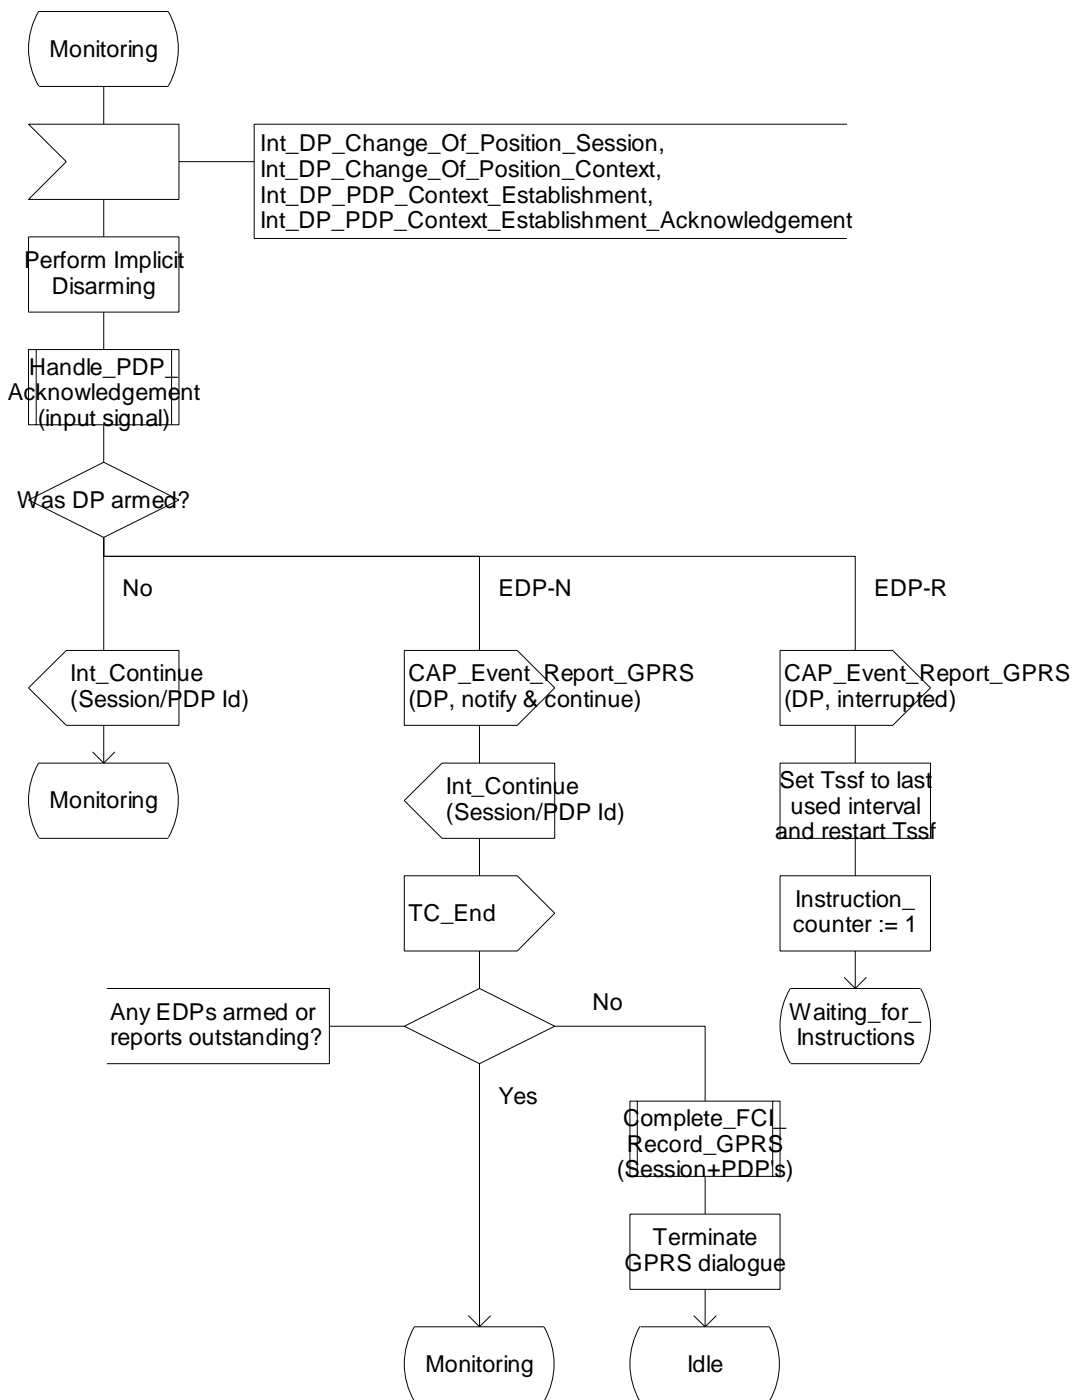 Monitoring
Int_DP_Change_Of_Position_Session,
Int_DP_Change_Of_Position_Context,
Int_DP_PDP_Context_Establishment,
Int_DP_PDP_Context_Establishment_Acknowledgement
Perform Implicit
Disarming
Handle_PDP_
Acknowledgement
(input signal)
Was DP armed?
No
EDP-N
EDP-R
Int_Continue
(Session/PDP Id)
CAP_Event_Report_GPRS
(DP, notify & continue)
CAP_Event_Report_GPRS
(DP, interrupted)
Monitoring
Int_Continue
(Session/PDP Id)
Set Tssf to last
used interval
and restart Tssf
TC_End
Instruction_
counter := 1
Any EDPs armed or
reports outstanding?
No
Waiting_for_
Instructions
Yes
Complete_FCI_
Record_GPRS
(Session+PDP's)
Terminate
GPRS dialogue
Monitoring
Idle